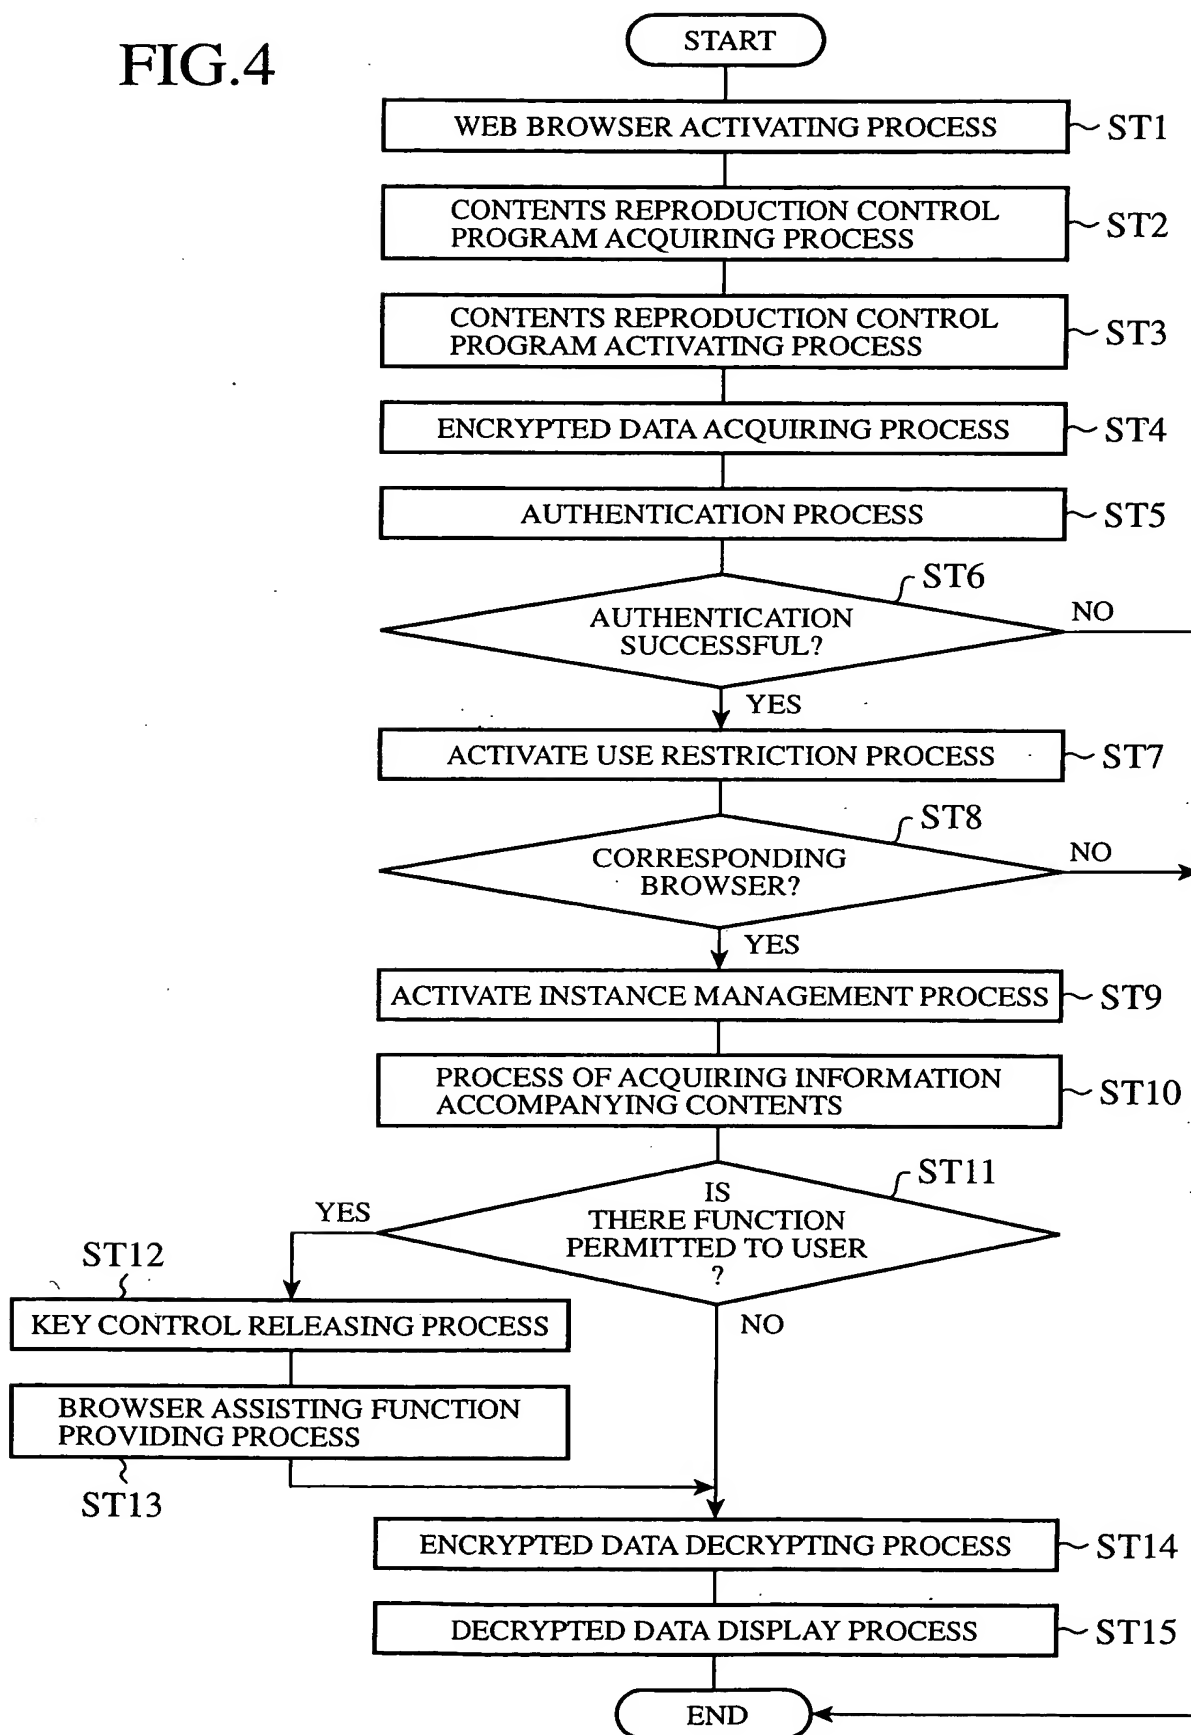 FIG.4
START
WEB BROWSER ACTIVATING PROCESS
ST1
CONTENTS REPRODUCTION CONTROL
PROGRAM ACQUIRING PROCESS
ST2
CONTENTS REPRODUCTION CONTROL
PROGRAM ACTIVATING PROCESS
ST3
ENCRYPTED DATA ACQUIRING PROCESS
ST4
AUTHENTICATION PROCESS
ST5
ST6
AUTHENTICATION
SUCCESSFUL?
NO
YES
ACTIVATE USE RESTRICTION PROCESS
ST7
ST8
CORRESPONDING
BROWSER?
NO
YES
ACTIVATE INSTANCE MANAGEMENT PROCESS
ST9
PROCESS OF ACQUIRING INFORMATION
ACCOMPANYING CONTENTS
ST10
ST11
IS
THERE FUNCTION
PERMITTED TO USER
?
YES
NO
ST12
KEY CONTROL RELEASING PROCESS
BROWSER ASSISTING FUNCTION
PROVIDING PROCESS
ST13
ENCRYPTED DATA DECRYPTING PROCESS
ST14
DECRYPTED DATA DISPLAY PROCESS
ST15
END